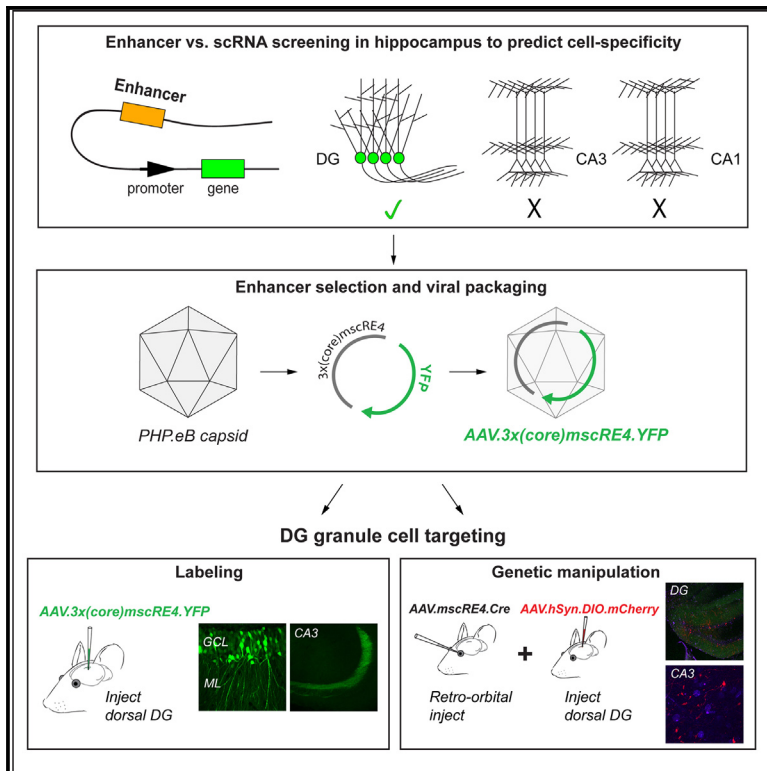 Enhancer vs. scRNA screening in hippocampus to predict cell-specificity
Enhancer
promoter
gene
DG
CA3
CA1
✓
X
X
Enhancer selection and viral packaging
3x(core)mscRE4
YFP
PHP.eB capsid
AAV.3x(core)mscRE4.YFP
DG granule cell targeting
Labeling
AAV.3x(core)mscRE4.YFP
Inject
dorsal DG
GCL
ML
CA3
Genetic manipulation
AAV.mscRE4.Cre
AAV.hSyn.DIO.mCherry
+
Retro-orbital
inject
Inject
dorsal DG
DG
CA3